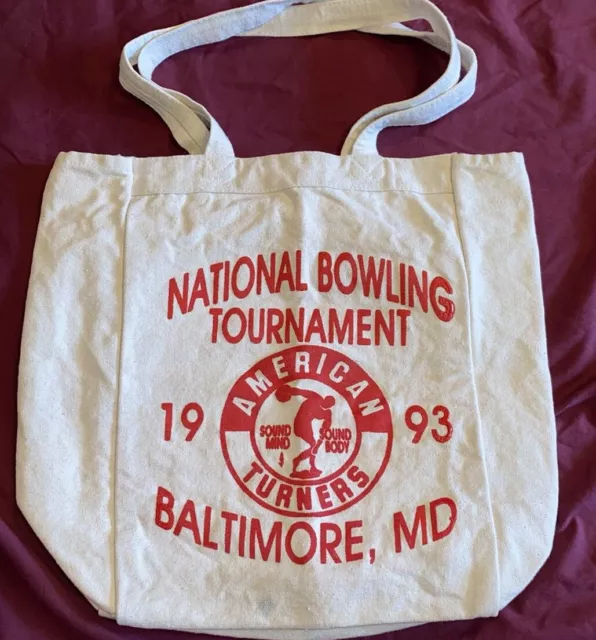 NATIONAL BOWLING
TOURNAMENT
AMERICAN
19 93
SOUND SOUND
MIND BODY
TURNERS
BALTIMORE, MD